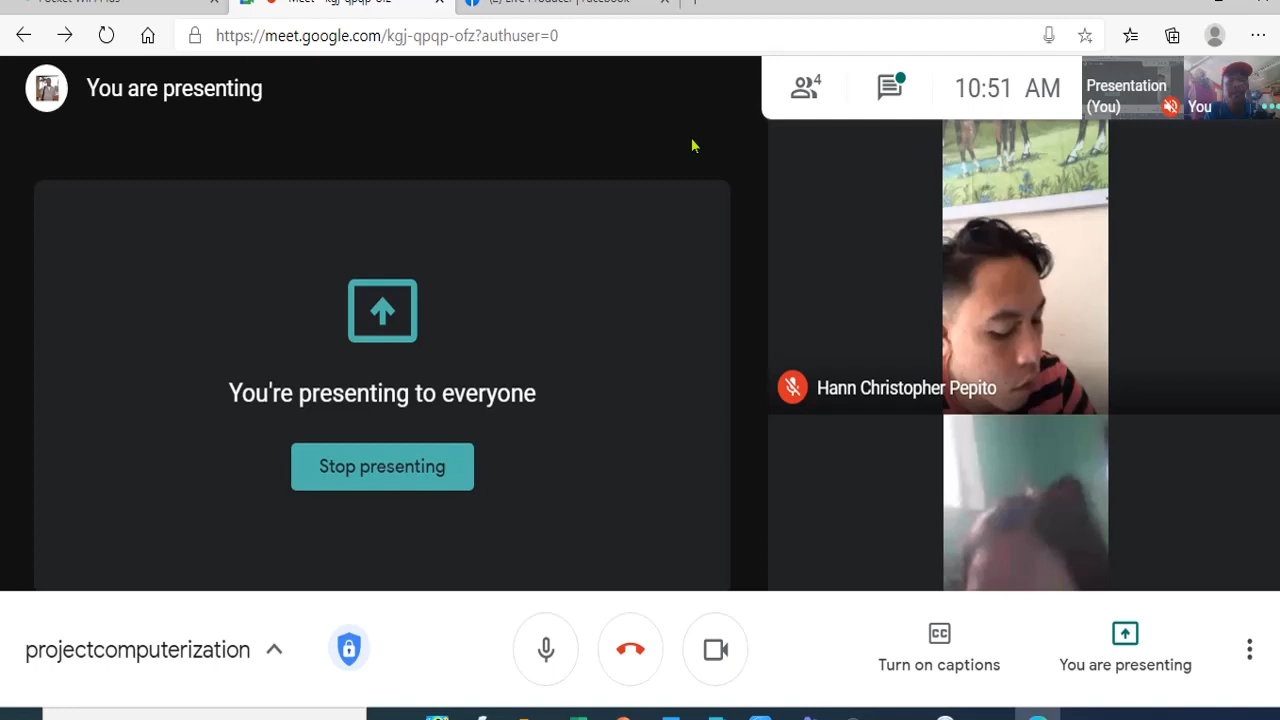 https://meet.google.com/kgj-qpqp-ofz?authuser=0
You are presenting
4
10:51 AM
Presentation
(You)
You
You're presenting to everyone
Stop presenting
Hann Christopher Pepito
projectcomputerization
CC
Turn on captions
You are presenting